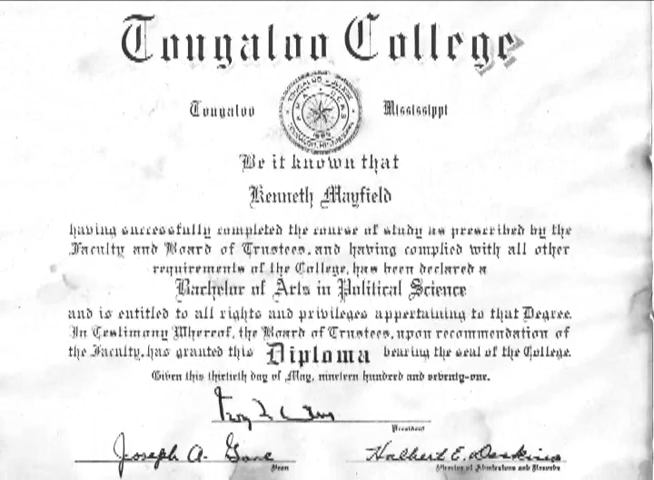 Tougaloo College
Tougaloo Mississippi
Be it known that
Kenneth Mayfield
having successfully completed the course of study as prescribed by the
Faculty and Board of Trustees, and having complied with all other
requirements of the College, has been declared a
Bachelor of Arts in Political Science
and is entitled to all rights and privileges appertaining to that Degree.
In Testimony Whereof, the Board of Trustees, upon recommendation of
the Faculty, has granted this Diploma bearing the seal of the College.
Given this thirtieth day of May, nineteen hundred and seventy-one.
President
Joseph A.
Dean
Halbert E. Deskins
Director of Admissions and Records